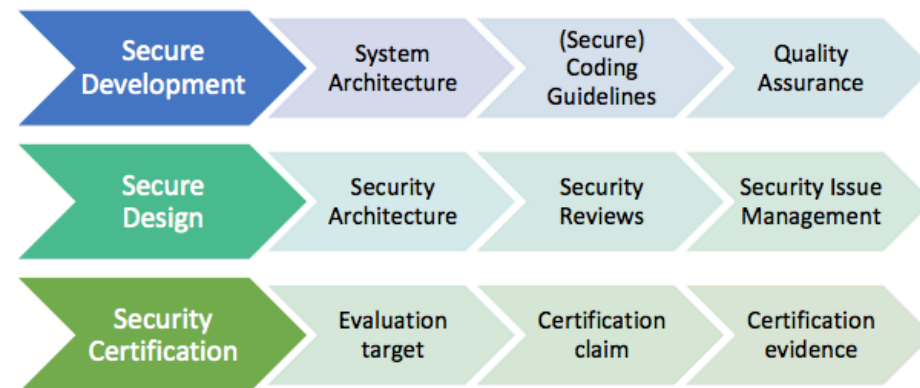 Secure
Development
System
Architecture
(Secure)
Coding
Guidelines
Quality
Assurance
Secure
Design
Security
Architecture
Security
Reviews
Security Issue
Management
Security
Certification
Evaluation
target
Certification
claim
Certification
evidence